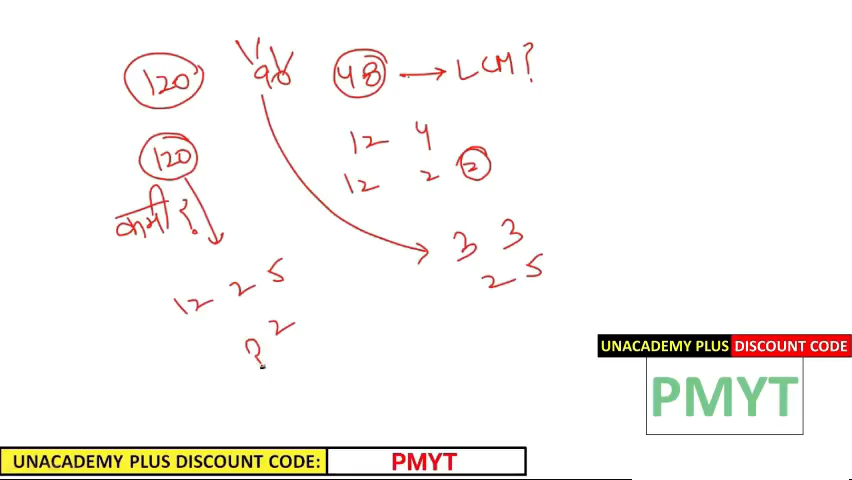 120 90 48 → LCM?
12 4
120 12 2 2
कमी?
3 3
2 5
12 2 5
2
?
UNACADEMY PLUS DISCOUNT CODE
PMYT
UNACADEMY PLUS DISCOUNT CODE: PMYT